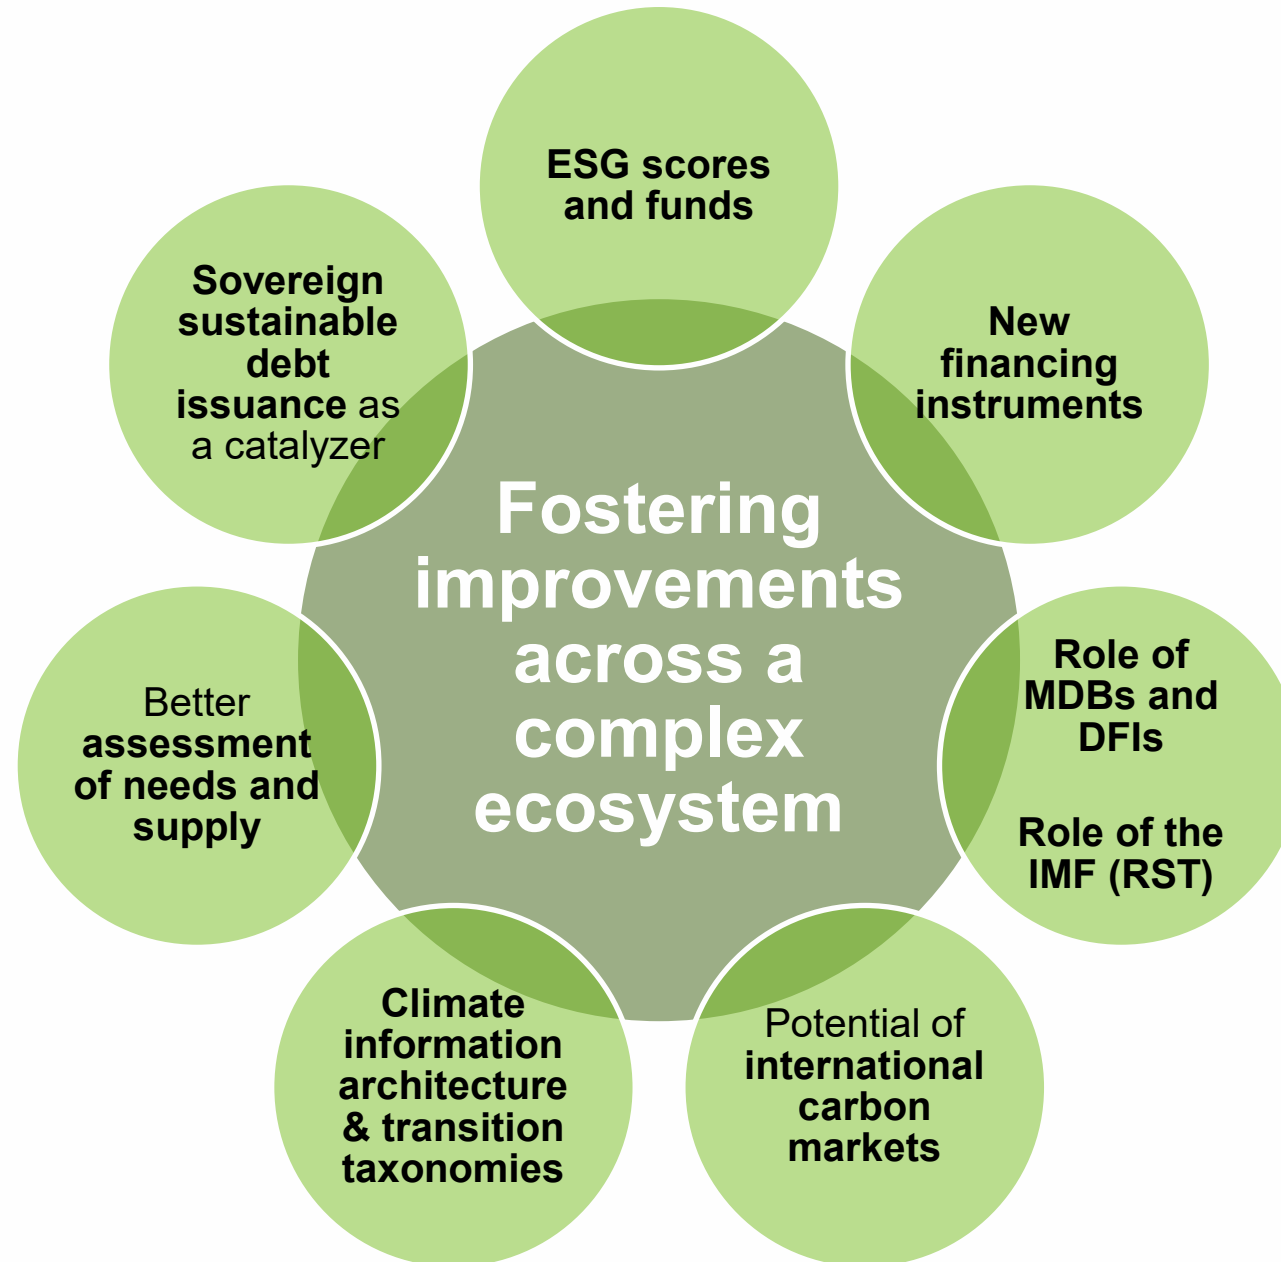 ESG scores
and funds
New
financing
instruments
Role of
MDBs and
DFIs
Role of the
IMF (RST)
Potential of
international
carbon
markets
Climate
information
architecture
& transition
taxonomies
Better
assessment
of needs and
supply
Sovereign
sustainable
debt
issuance as
a catalyzer
Fostering
improvements
across a
complex
ecosystem